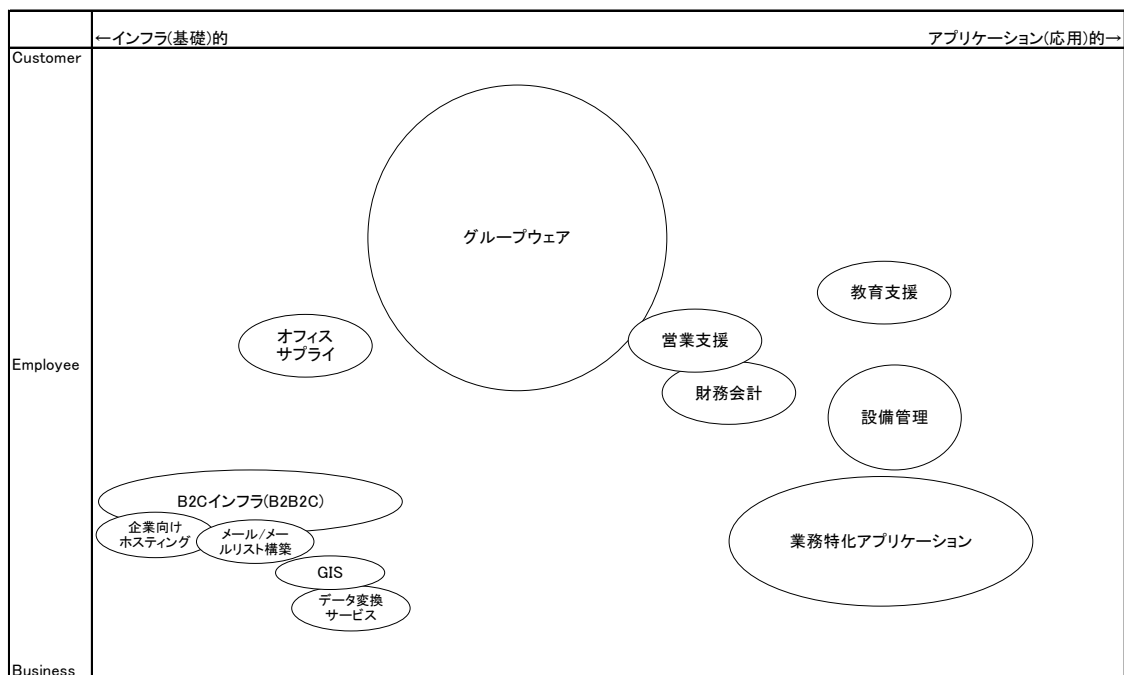 ←インフラ(基礎)的
アプリケーション(応用)的→
Customer
グループウェア
教育支援
オフィス
サプライ
営業支援
Employee
財務会計
設備管理
B2Cインフラ(B2B2C)
企業向け
ホスティング
メール/メー
ルリスト構築
業務特化アプリケーション
GIS
データ変換
サービス
Business